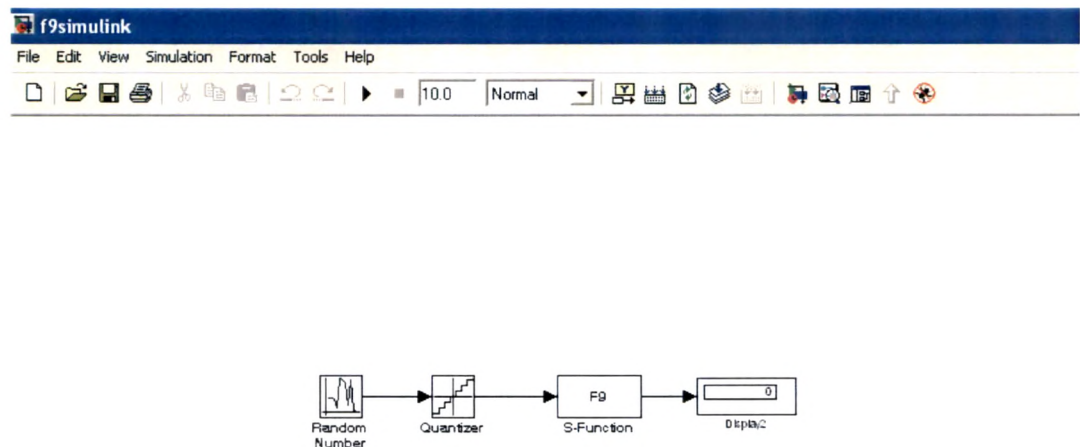 f9simulink
File Edit View Simulation Format Tools Help
10.0 Normal
F9
0
Random
Number
Quantizer
S-Function
Display2